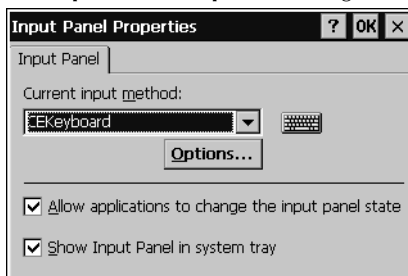 Input Panel Properties ? OK ×
Input Panel
Current input method:
CEKeyboard
Options...
Allow applications to change the input panel state
Show Input Panel in system tray